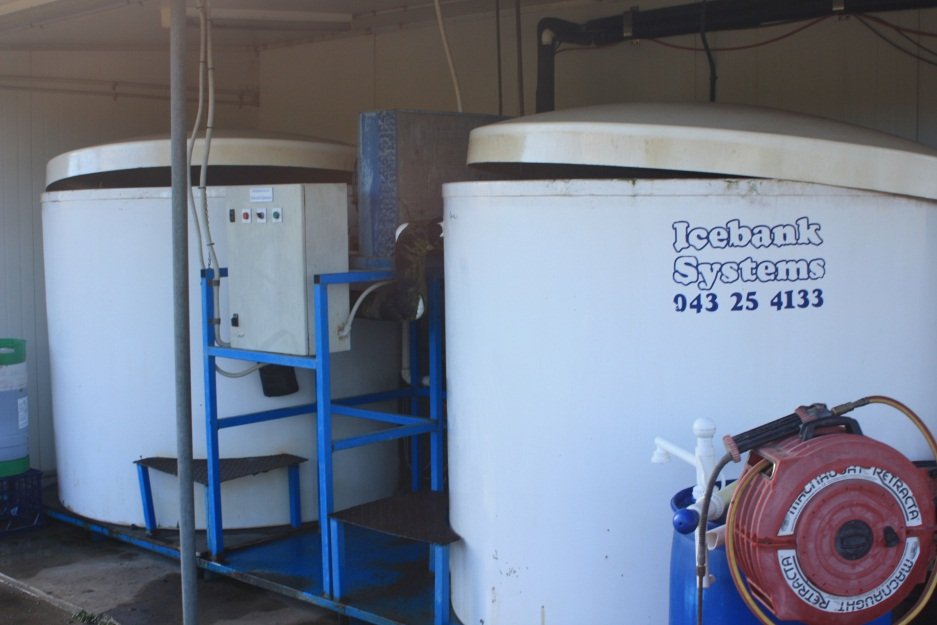 Icebank
Systems
043 25 4133
MACNAUGHT RETRACTA
MACNAUGHT RETRACTA